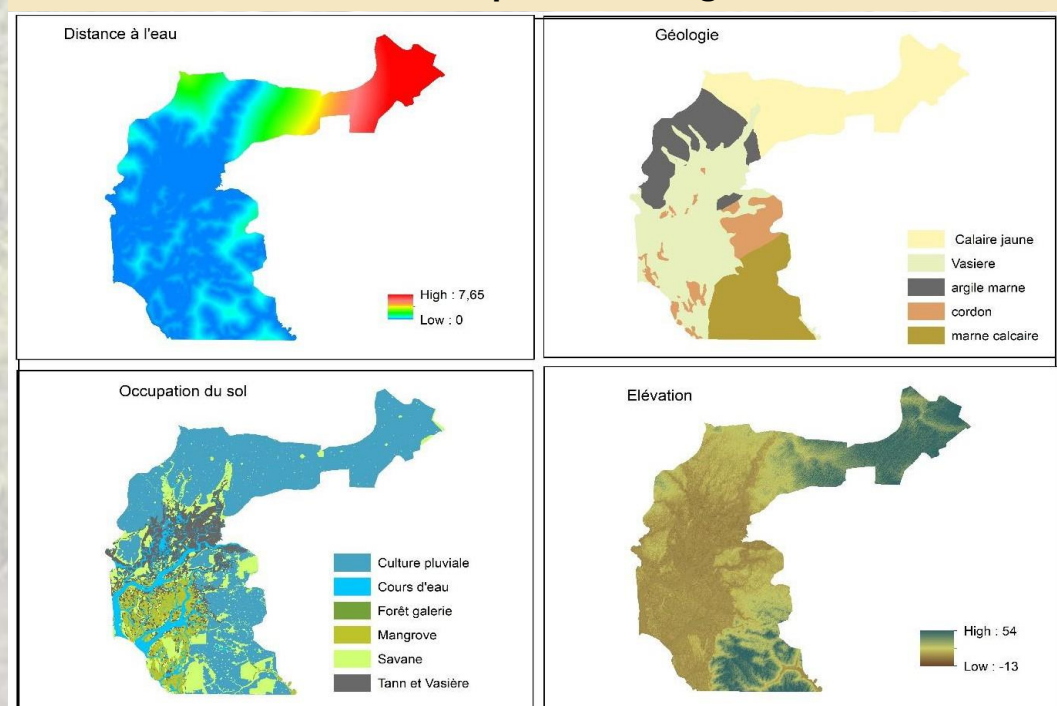 Distance à l'eau
High : 7,65
Low : 0
Géologie
Calaire jaune
Vasiere
argile marne
cordon
marne calcaire
Occupation du sol
Culture pluviale
Cours d'eau
Forêt galerie
Mangrove
Savane
Tann et Vasière
Elévation
High : 54
Low : -13